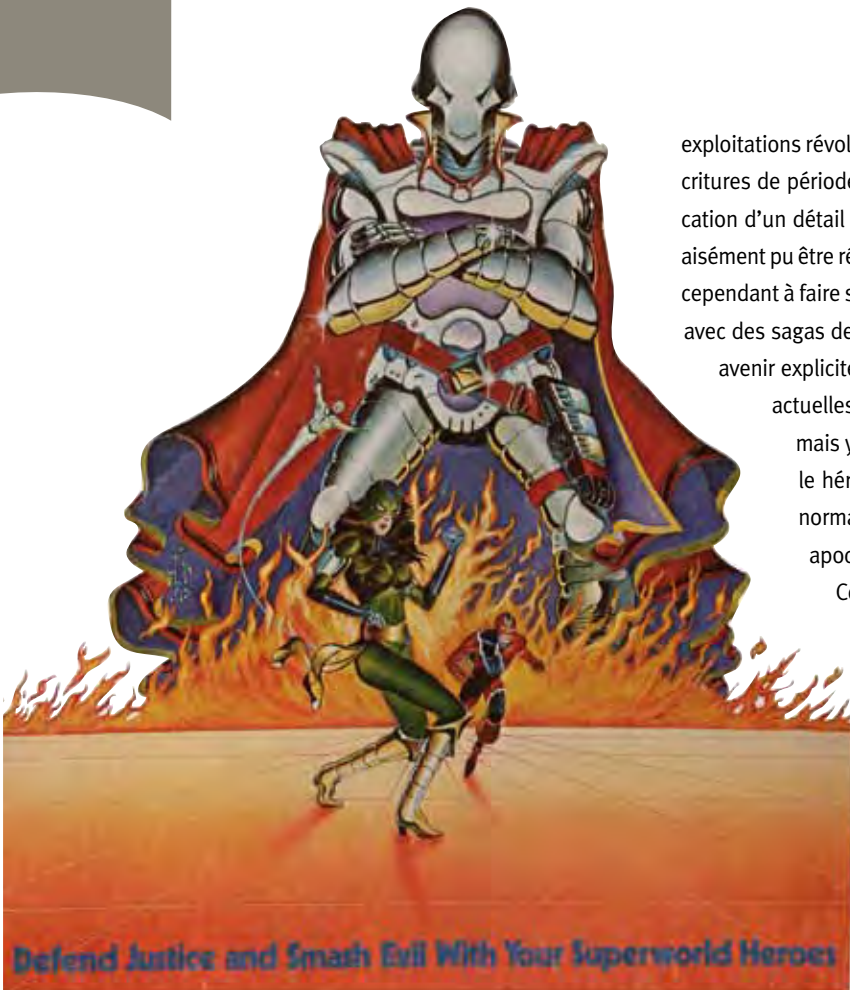 exploitations révol
critures de période
cation d’un détail
aisément pu être ré
cependant à faire s
avec des sagas de
avenir explicite
actuelles
mais y
le hér
norma
apoc
Co
Defend Justice and Smash Evil With Your Superworld Heroes